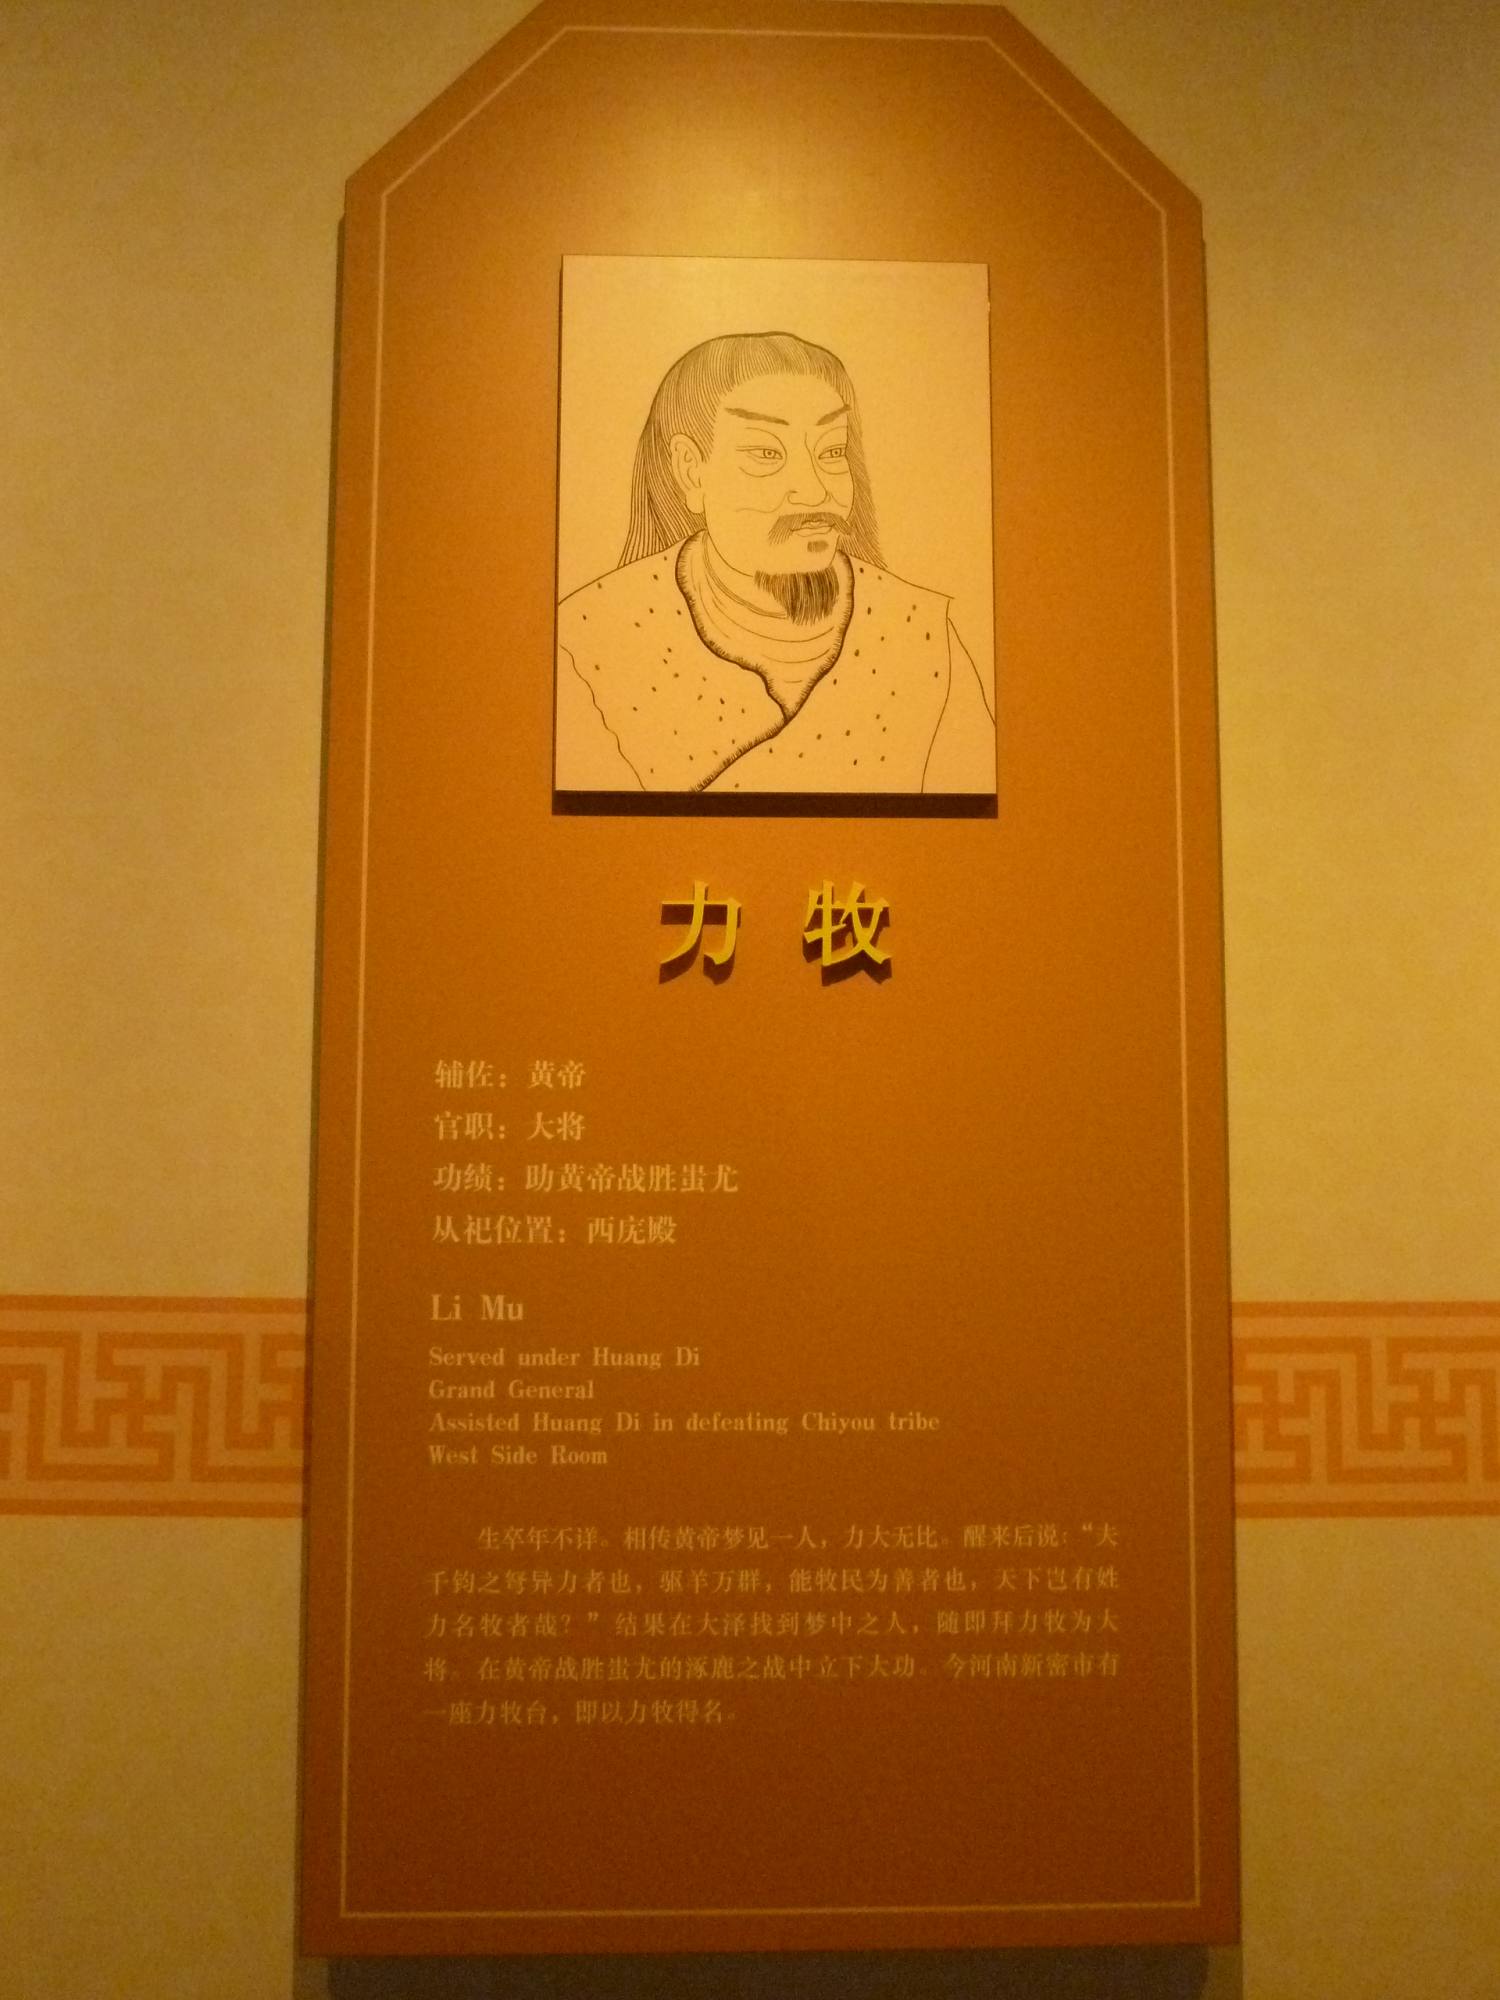 力牧
辅佐：黄帝
官职：大将
功绩：助黄帝战胜蚩尤
从祀位置：西庑殿
Li Mu
Served under Huang Di
Grand General
Assisted Huang Di in defeating Chiyou tribe
West Side Room
生卒年不详。相传黄帝梦见一人，力大无比。醒来后说：“夫
千钧之弩异力者也，驱羊万群，能牧民为善者也，天下岂有姓
力名牧者哉？”结果在大泽找到梦中之人，随即拜力牧为大
将。在黄帝战胜蚩尤的涿鹿之战中立下大功。今河南新密市有
一座力牧台，即以力牧得名。